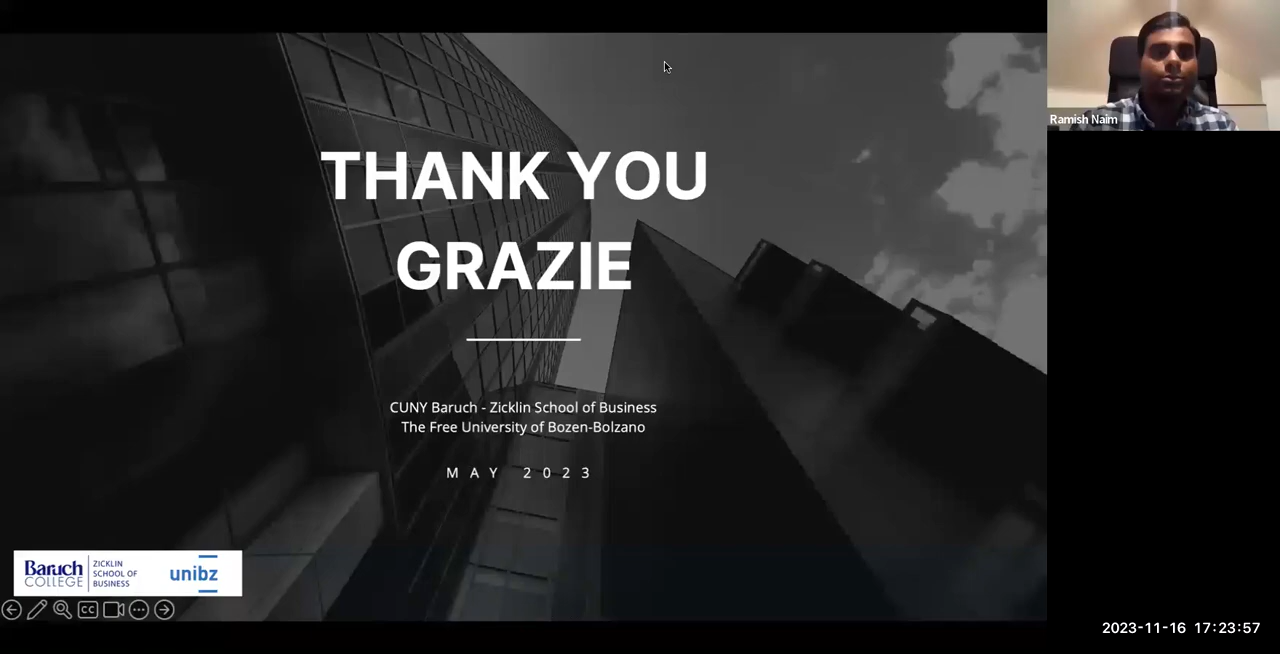 THANK YOU
GRAZIE
CUNY Baruch - Zicklin School of Business
The Free University of Bozen-Bolzano
MAY 2023
Baruch
COLLEGE
ZICKLIN
SCHOOL OF
BUSINESS
unibz
CC
Ramish Naim
2023-11-16 17:23:57